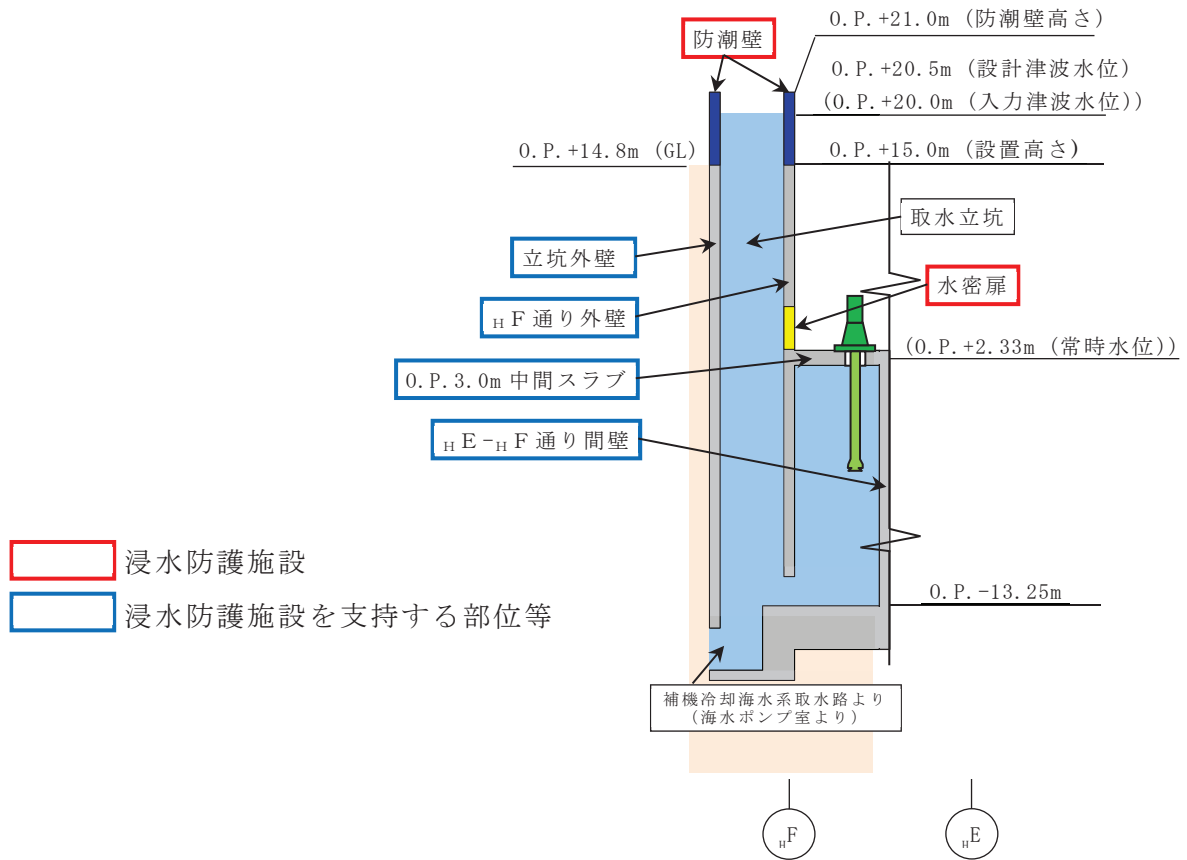 O.P.+21.0m (防潮壁高さ)
防潮壁
O.P.+20.5m (設計津波水位)
(O.P.+20.0m (入力津波水位))
O.P.+14.8m (GL)
O.P.+15.0m (設置高さ)
取水立坑
立坑外壁
水密扉
HF通り外壁
(O.P.+2.33m (常時水位))
O.P.3.0m中間スラブ
HE-HF通り間壁
浸水防護施設
O.P.-13.25m
浸水防護施設を支持する部位等
補機冷却海水系取水路より
(海水ポンプ室より)
HF
HE